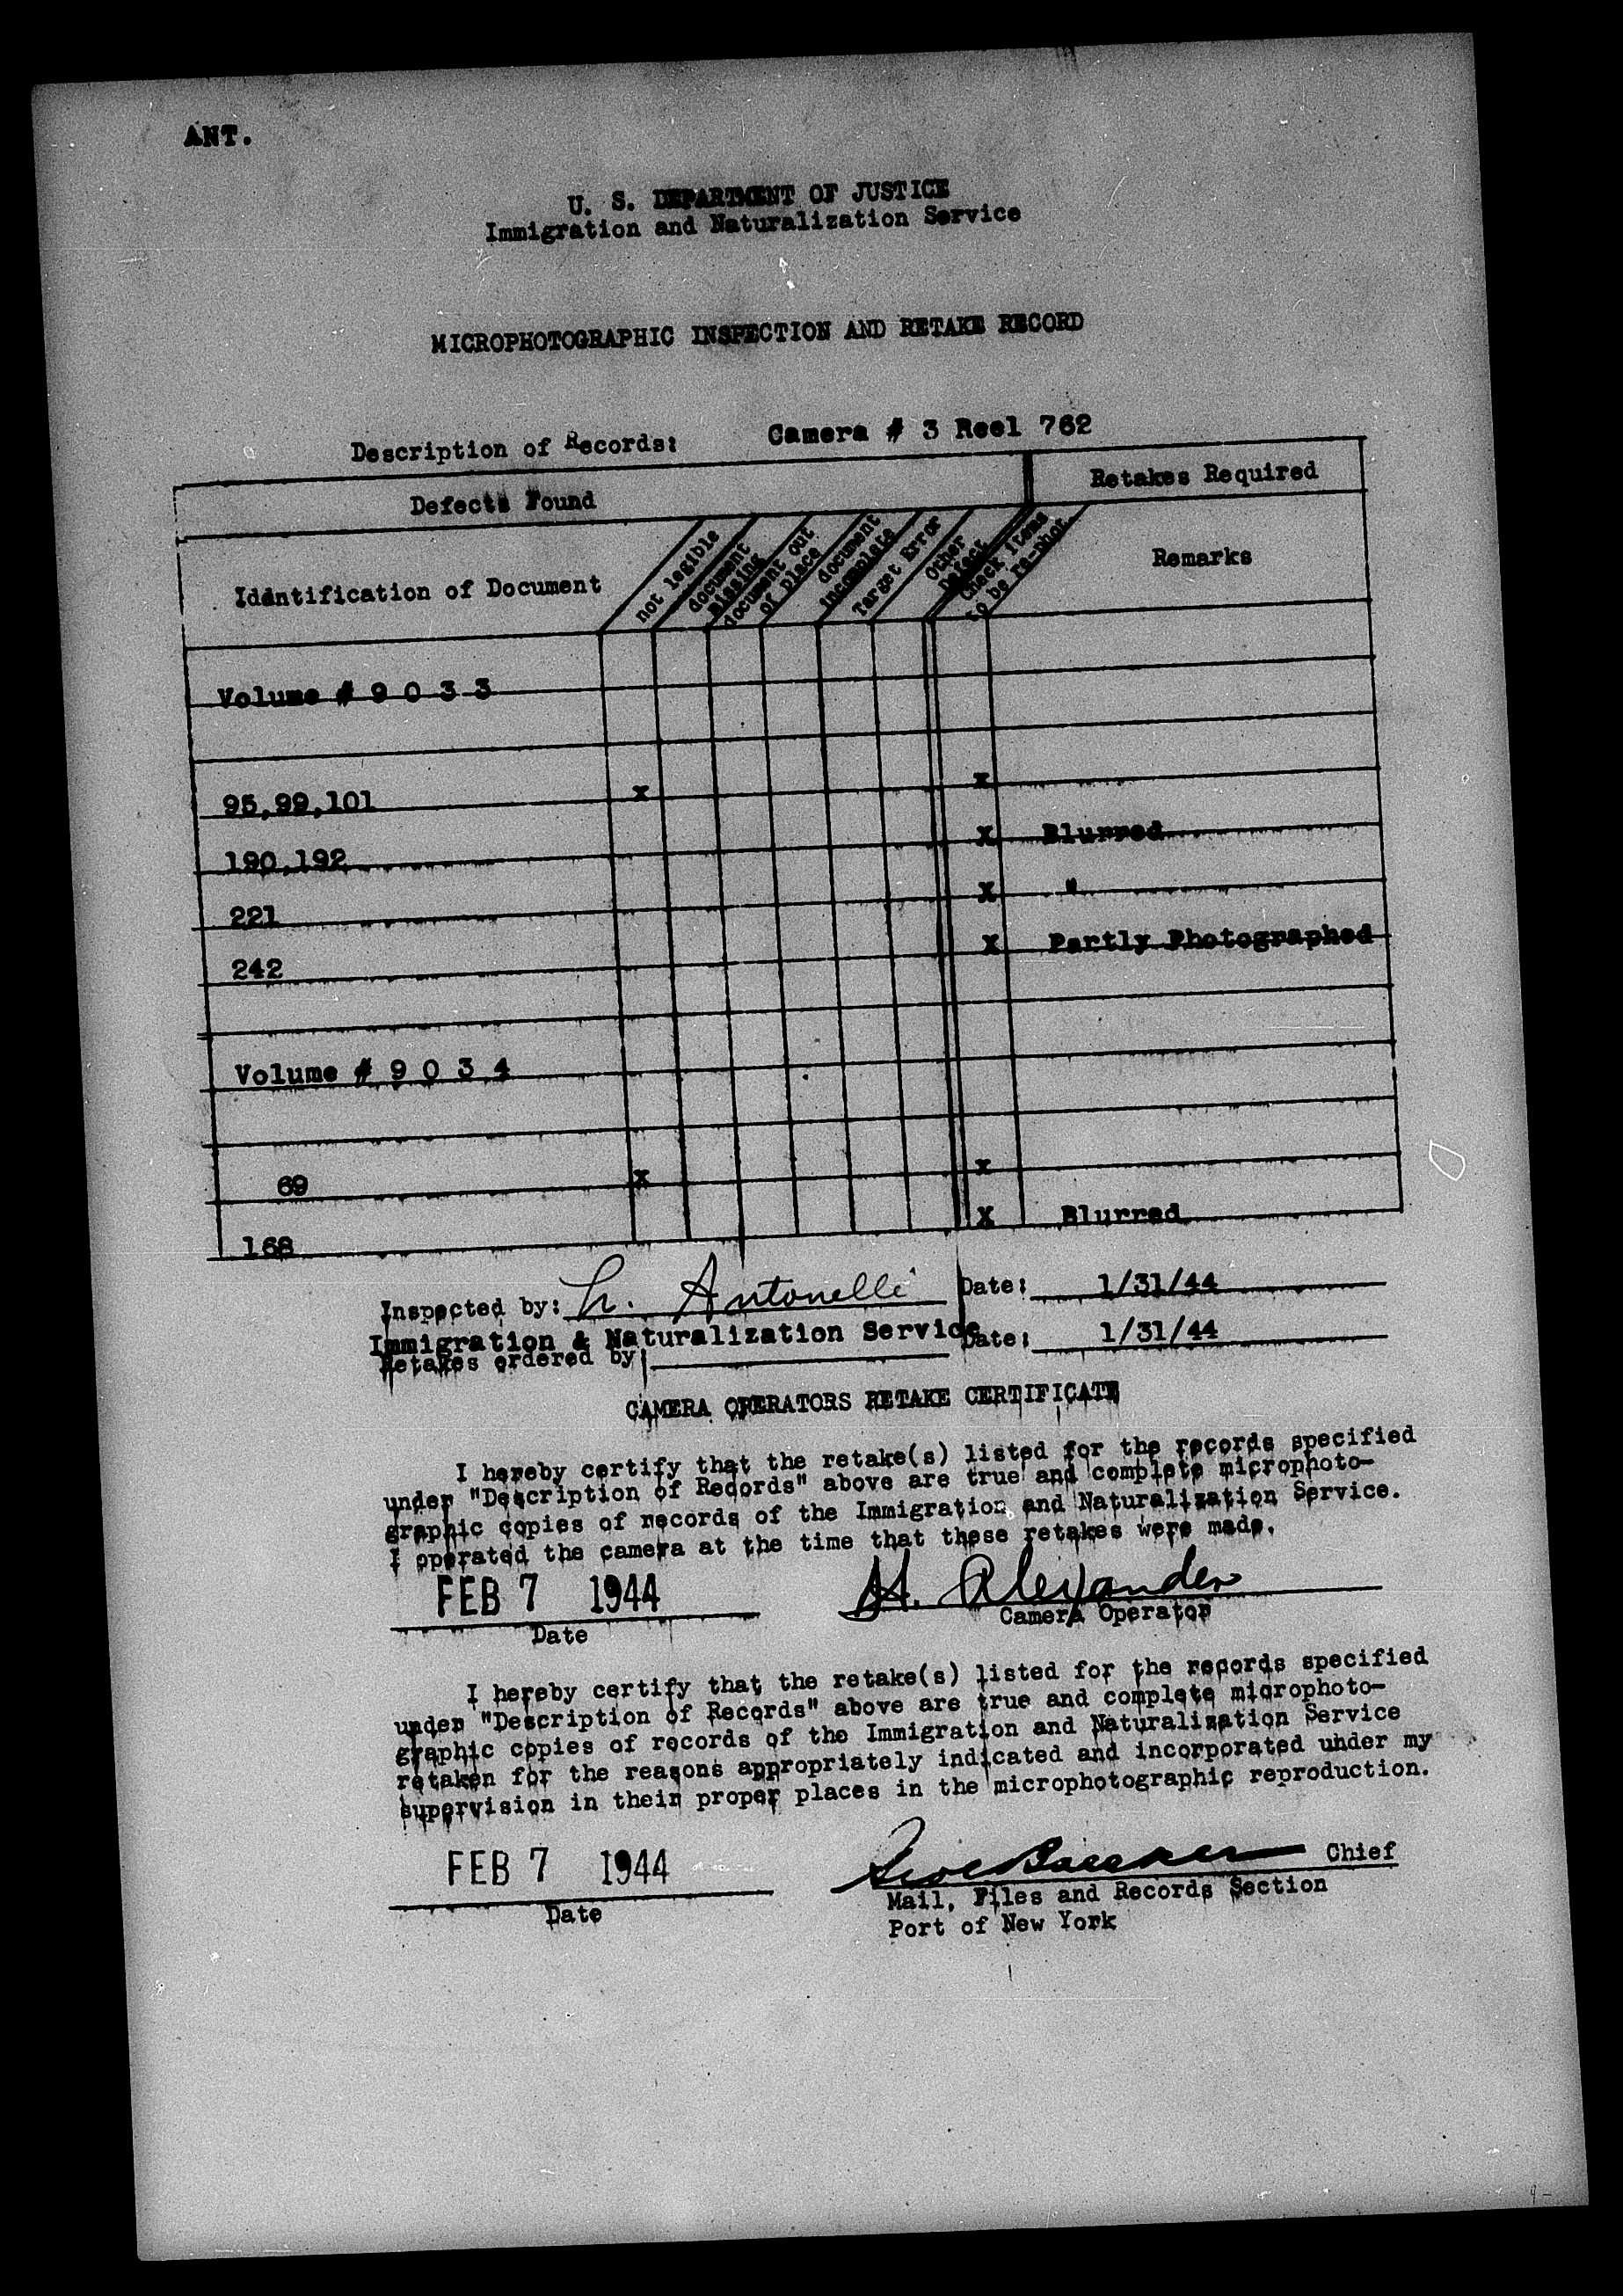 ANT.
U. S. DEPARTMENT OF JUSTICE
Immigration and Naturalization Service
MICROPHOTOGRAPHIC INSPECTION AND RETAKE RECORD
Description of Records: Camera # 3 Reel 762
Defects Found Retakes Required
Identification of Document
not legible
document missing
document out of place
document incomplete
Target Error
Other Defect
Check items to be re-phot.
Remarks
Volume # 9 0 3 3
95,99,101 x x
190,192 x Blurred
221 x "
242 x Partly Photographed
Volume # 9 0 3 4
69 x x
168 x Blurred
Inspected by: L. Antonelli Date: 1/31/44
Immigration & Naturalization Service
Retakes ordered by: Date: 1/31/44
CAMERA OPERATORS RETAKE CERTIFICATE
I hereby certify that the retake(s) listed for the records specified
under "Description of Records" above are true and complete microphoto-
graphic copies of records of the Immigration and Naturalization Service.
I operated the camera at the time that these retakes were made.
FEB 7 1944 H. Alexander
Date Camera Operator
I hereby certify that the retake(s) listed for the records specified
under "Description of Records" above are true and complete microphoto-
graphic copies of records of the Immigration and Naturalization Service
retaken for the reasons appropriately indicated and incorporated under my
supervision in their proper places in the microphotographic reproduction.
FEB 7 1944 Chief
Date Mail, Files and Records Section
Port of New York